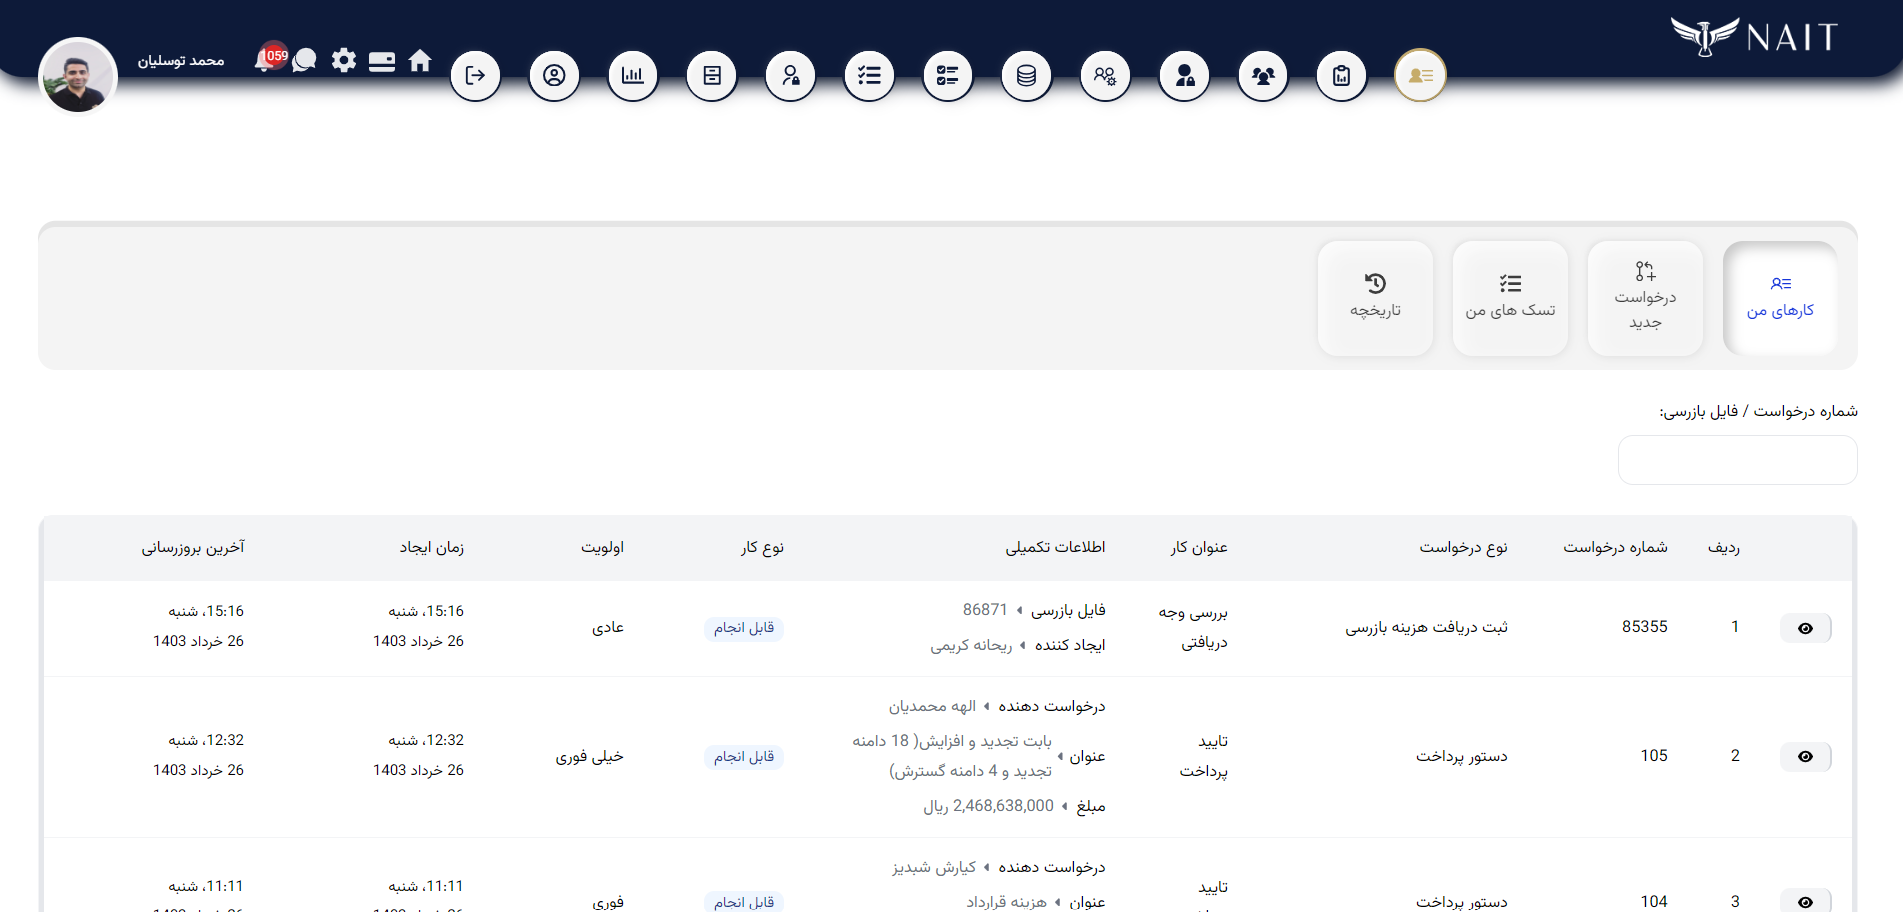 NAIT
1059
محمد توسلیان
کارهای من
درخواست
جدید
تسک های من
تاریخچه
شماره درخواست / فایل بازرسی:
ردیف
شماره درخواست
نوع درخواست
عنوان کار
اطلاعات تکمیلی
نوع کار
اولویت
زمان ایجاد
آخرین بروزرسانی
1
85355
ثبت دریافت هزینه بازرسی
بررسی وجه
دریافتی
فایل بازرسی 86871
ایجاد کننده ریحانه کریمی
قابل انجام
عادی
15:16، شنبه
26 خرداد 1403
15:16، شنبه
26 خرداد 1403
2
105
دستور پرداخت
تایید
پرداخت
درخواست دهنده الهه محمدیان
عنوان بابت تجدید و افزایش( 18 دامنه
تجدید و 4 دامنه گسترش)
مبلغ 2,468,638,000 ریال
قابل انجام
خیلی فوری
12:32، شنبه
26 خرداد 1403
12:32، شنبه
26 خرداد 1403
3
104
دستور پرداخت
تایید
درخواست دهنده کیارش شبدیز
عنوان هزینه قرارداد
قابل انجام
فوری
11:11، شنبه
11:11، شنبه